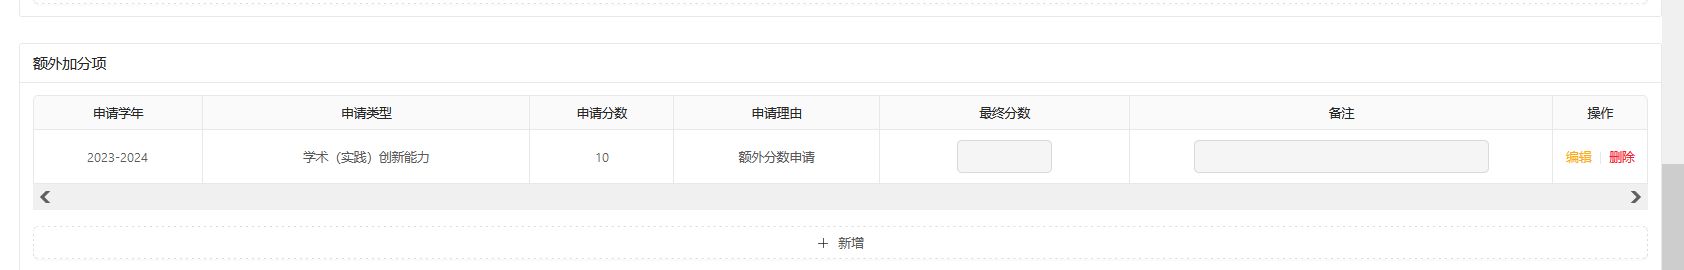 额外加分项
申请学年 申请类型 申请分数 申请理由 最终分数 备注 操作
2023-2024 学术（实践）创新能力 10 额外分数申请 编辑 删除
+ 新增